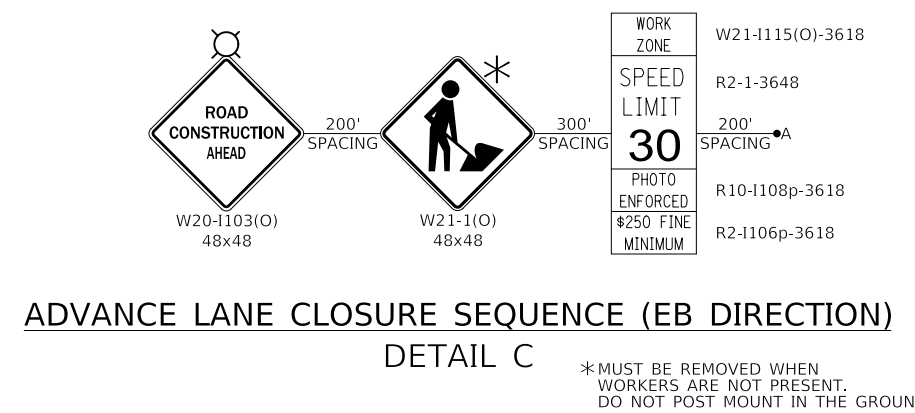 ROAD
CONSTRUCTION
AHEAD
W20-I103(O)
48x48
200'
SPACING
*
W21-1(O)
48x48
300'
SPACING
WORK
ZONE
SPEED
LIMIT
30
PHOTO
ENFORCED
$250 FINE
MINIMUM
W21-I115(O)-3618
R2-1-3648
200'
SPACING
A
R10-I108p-3618
R2-I106p-3618
ADVANCE LANE CLOSURE SEQUENCE (EB DIRECTION)
DETAIL C
* MUST BE REMOVED WHEN
WORKERS ARE NOT PRESENT.
DO NOT POST MOUNT IN THE GROUN